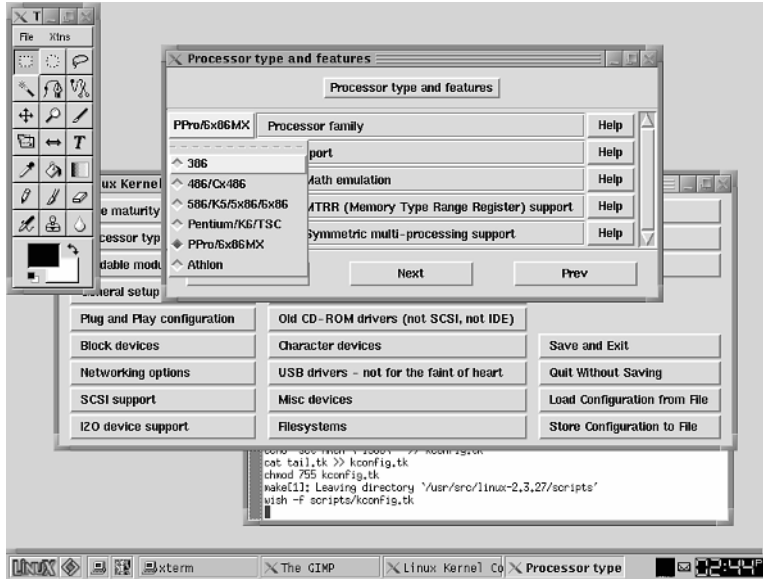 T
File Xtns
Processor type and features
Processor type and features
PPro/6x86MX Processor family Help
386
port Help
486/Cx486
Math emulation Help
586/K5/5x86/6x86
MTRR (Memory Type Range Register) support Help
Pentium/K6/TSC
Symmetric multi-processing support Help
PPro/6x86MX
Athlon
Next Prev
ux Kernel
e maturity
cessor typ
dable modu
General setup
Plug and Play configuration Old CD-ROM drivers (not SCSI, not IDE)
Block devices Character devices Save and Exit
Networking options USB drivers - not for the faint of heart Quit Without Saving
SCSI support Misc devices Load Configuration from File
I2O device support Filesystems Store Configuration to File
cat tail.tk >> kconfig.tk
chmod 755 kconfig.tk
make[1]: Leaving directory `/usr/src/linux-2.3.27/scripts'
wish -f scripts/kconfig.tk
LINUX xterm The GIMP Linux Kernel Co Processor type 2:44P